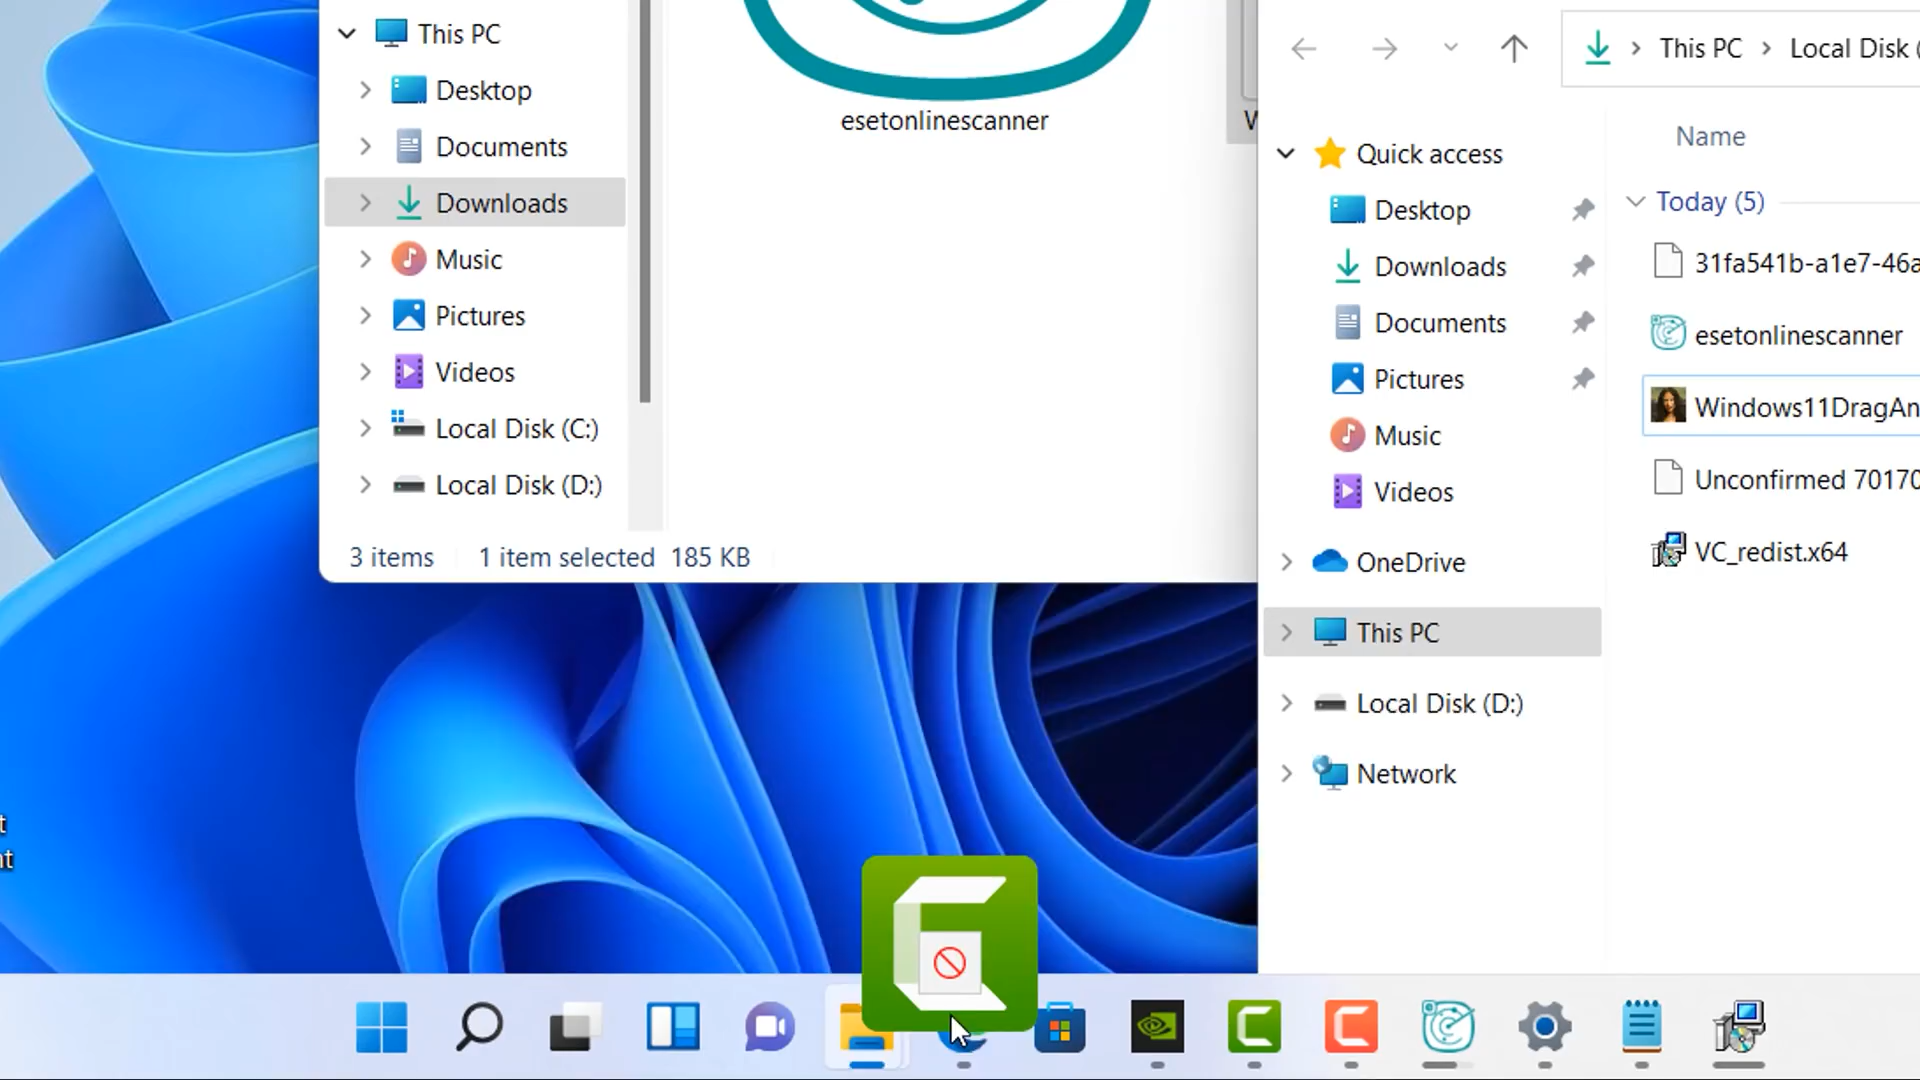 This PC
Desktop
Documents
Downloads
Music
Pictures
Videos
Local Disk (C:)
Local Disk (D:)
3 items
1 item selected 185 KB
esetonlinescanner
W
t
nt
This PC
Local Disk (
Quick access
Desktop
Downloads
Documents
Pictures
Music
Videos
OneDrive
This PC
Local Disk (D:)
Network
Name
Today (5)
31fa541b-a1e7-46a
esetonlinescanner
Windows11DragAn
Unconfirmed 70170
VC_redist.x64